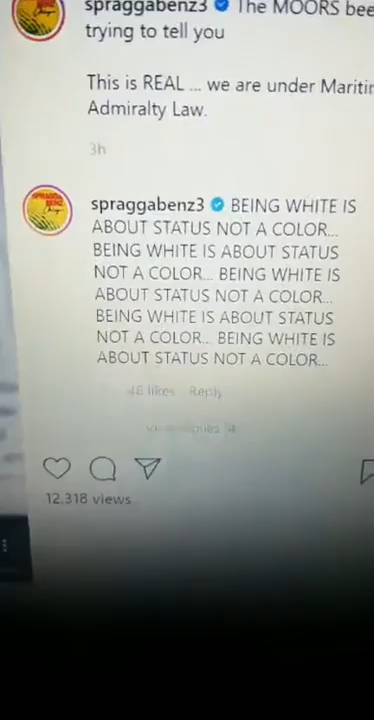 spraggabenz3 The MOORS bee
trying to tell you
This is REAL ... we are under Maritim
Admiralty Law.
3h
spraggabenz3 BEING WHITE IS
ABOUT STATUS NOT A COLOR...
BEING WHITE IS ABOUT STATUS
NOT A COLOR... BEING WHITE IS
ABOUT STATUS NOT A COLOR...
BEING WHITE IS ABOUT STATUS
NOT A COLOR... BEING WHITE IS
ABOUT STATUS NOT A COLOR...
48 likes Reply
12,318 views